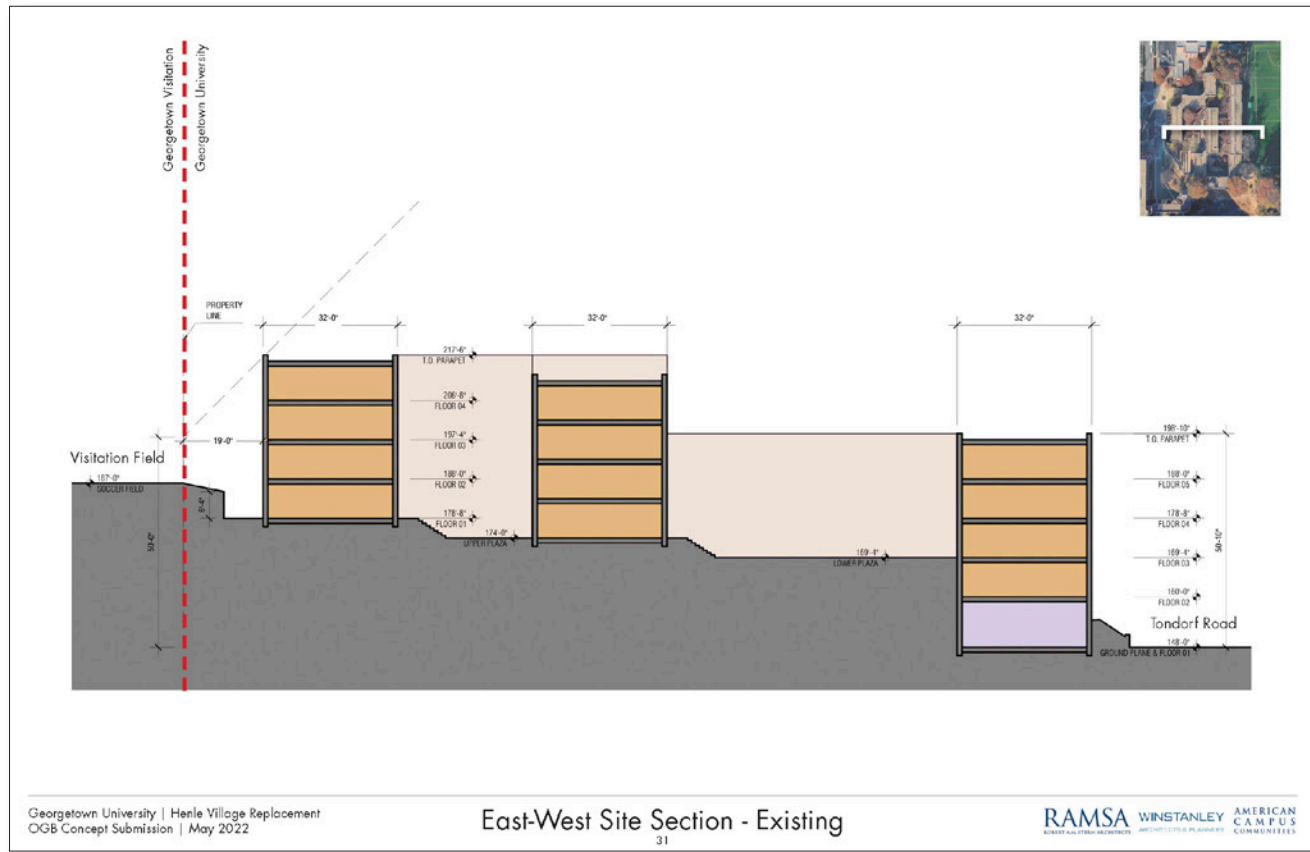 Georgetown Visitation
Georgetown University
PROPERTY
LINE
32'-0"
32'-0"
32'-0"
217'-6"
T.O. PARAPET
206'-8"
FLOOR 04
197'-4"
FLOOR 03
188'-0"
FLOOR 02
178'-8"
FLOOR 01
19'-0"
Visitation Field
187'-0"
SOCCER FIELD
6'-4"
50'-0"
174'-0"
UPPER PLAZA
169'-4"
LOWER PLAZA
198'-10"
T.O. PARAPET
188'-0"
FLOOR 05
178'-8"
FLOOR 04
169'-4"
FLOOR 03
160'-0"
FLOOR 02
50'-10"
Tondorf Road
148'-0"
GROUND PLANE & FLOOR 01
Georgetown University | Henle Village Replacement
OGB Concept Submission | May 2022
East-West Site Section - Existing
31
RAMSA
ROBERT A.M. STERN ARCHITECTS
WINSTANLEY
ARCHITECTS & PLANNERS
AMERICAN
CAMPUS
COMMUNITIES